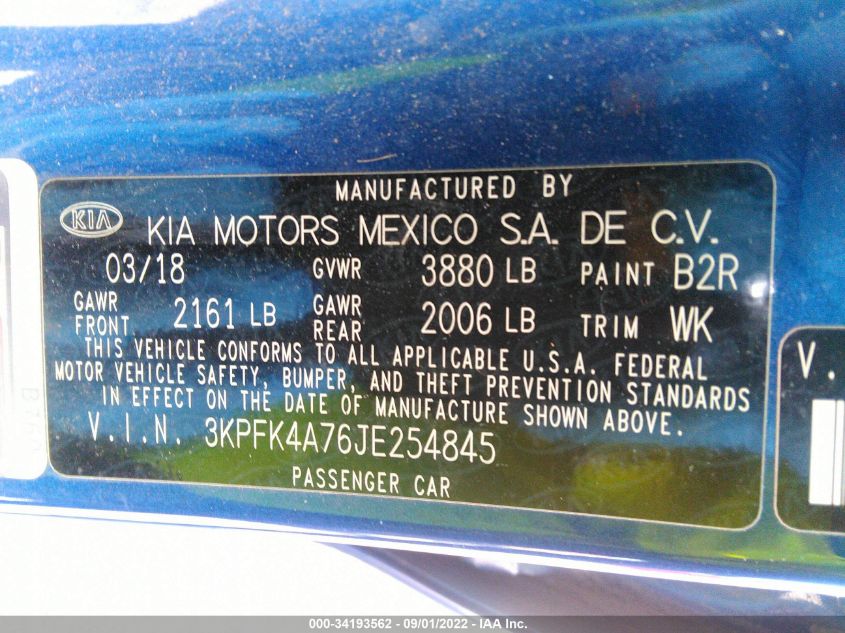 MANUFACTURED BY
KIA KIA MOTORS MEXICO S.A. DE C.V.
03/18 GVWR 3880 LB PAINT B2R
GAWR FRONT 2161 LB GAWR REAR 2006 LB TRIM WK
THIS VEHICLE CONFORMS TO ALL APPLICABLE U.S.A. FEDERAL
MOTOR VEHICLE SAFETY, BUMPER, AND THEFT PREVENTION STANDARDS
IN EFFECT ON THE DATE OF MANUFACTURE SHOWN ABOVE.
V.I.N. 3KPFK4A76JE254845
PASSENGER CAR
V.
000-34193562 - 09/01/2022 - IAA Inc.